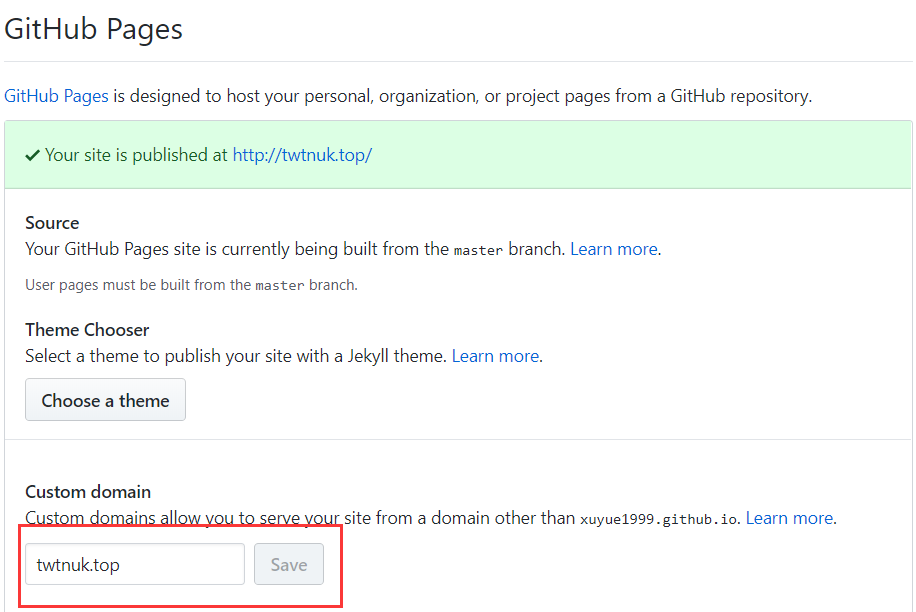 GitHub Pages
GitHub Pages is designed to host your personal, organization, or project pages from a GitHub repository.
Your site is published at http://twtnuk.top/
Source
Your GitHub Pages site is currently being built from the master branch. Learn more.
User pages must be built from the master branch.
Theme Chooser
Select a theme to publish your site with a Jekyll theme. Learn more.
Choose a theme
Custom domain
Custom domains allow you to serve your site from a domain other than xuyue1999.github.io. Learn more.
twtnuk.top Save